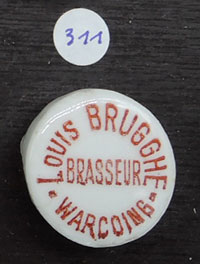 311
LOUIS BRUGGHE
BRASSEUR
- WARCOING -